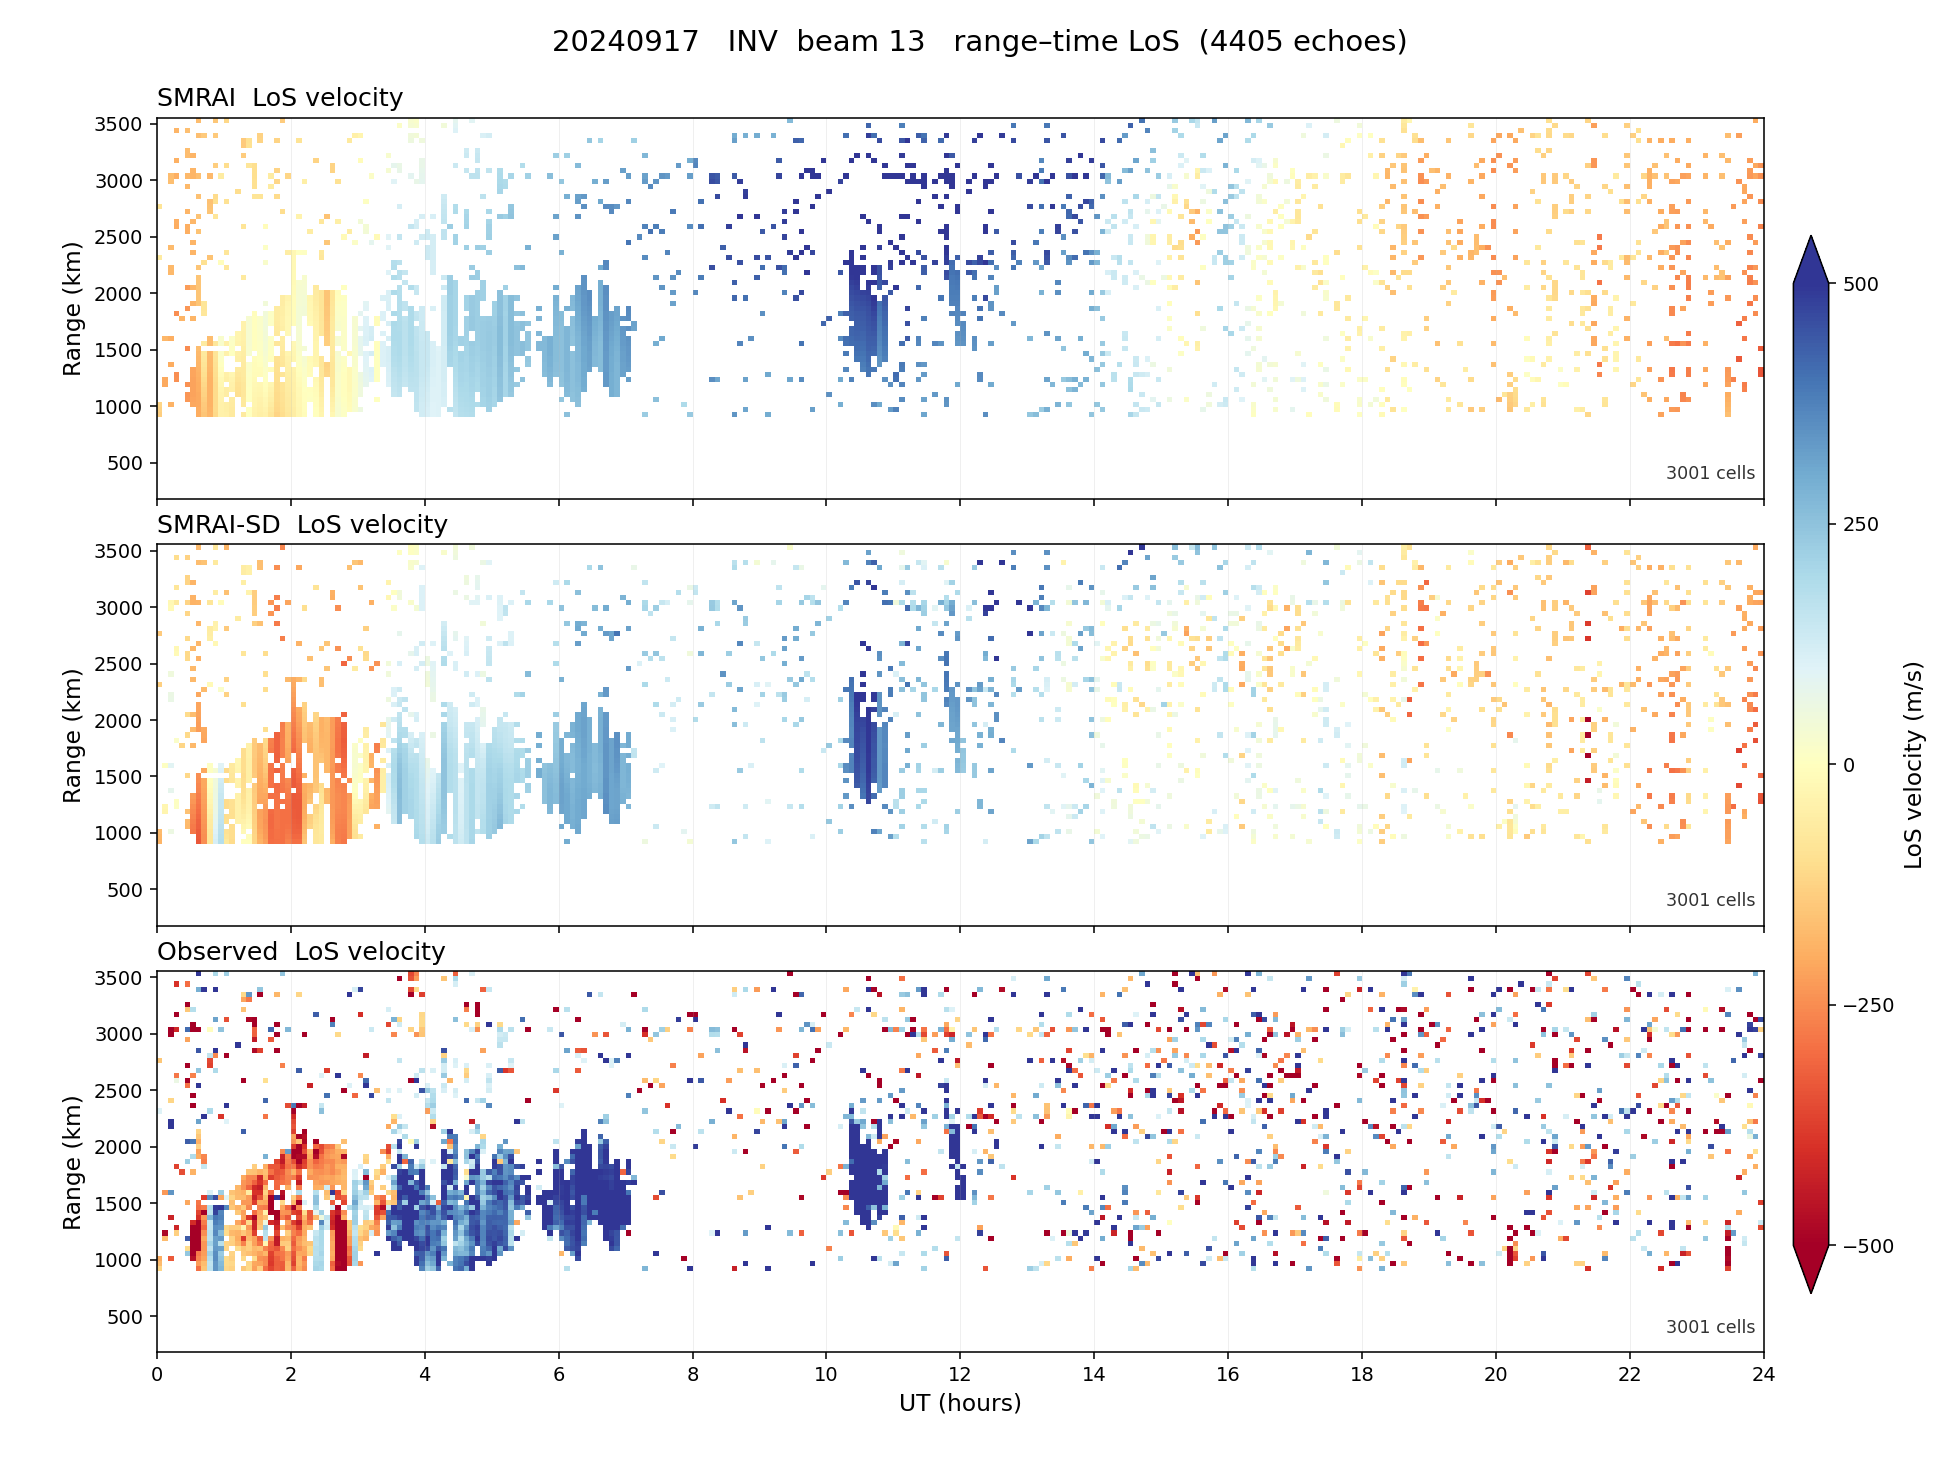 20240917   INV  beam 13   range–time LoS  (4405 echoes)
SMRAI  LoS velocity
3500
3000
2500
2000
1500
1000
500
Range (km)
3001 cells
SMRAI-SD  LoS velocity
3500
3000
2500
2000
1500
1000
500
Range (km)
3001 cells
Observed  LoS velocity
3500
3000
2500
2000
1500
1000
500
Range (km)
3001 cells
0 2 4 6 8 10 12 14 16 18 20 22 24
UT (hours)
500
250
0
−250
−500
LoS velocity (m/s)